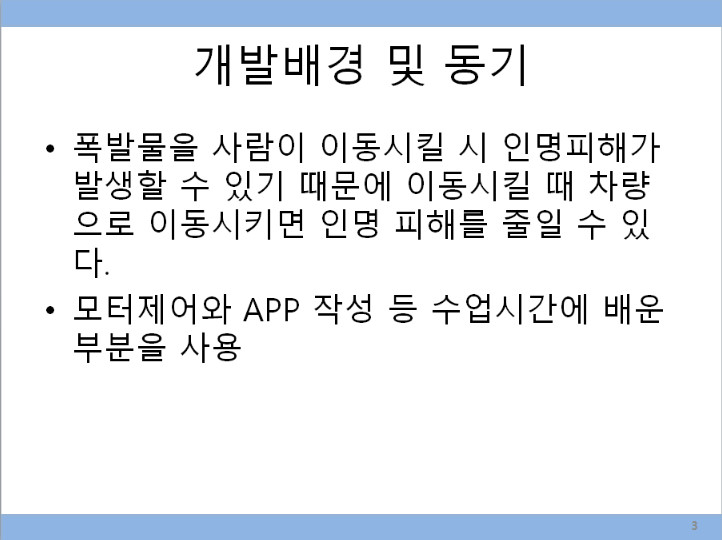 개발배경 및 동기
• 폭발물을 사람이 이동시킬 시 인명피해가
발생할 수 있기 때문에 이동시킬 때 차량
으로 이동시키면 인명 피해를 줄일 수 있
다.
• 모터제어와 APP 작성 등 수업시간에 배운
부분을 사용
3